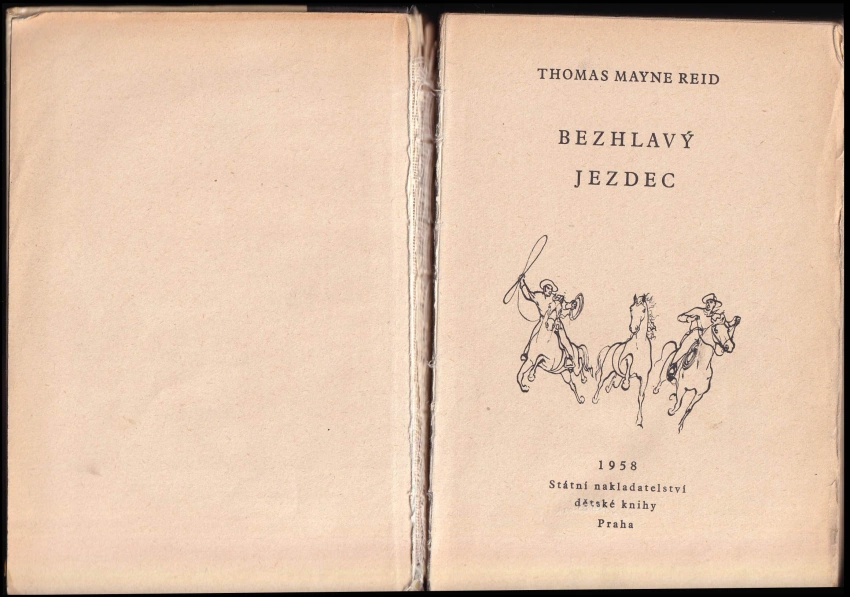 THOMAS MAYNE REID
BEZHLAVÝ
JEZDEC
1958
Státní nakladatelství
dětské knihy
Praha